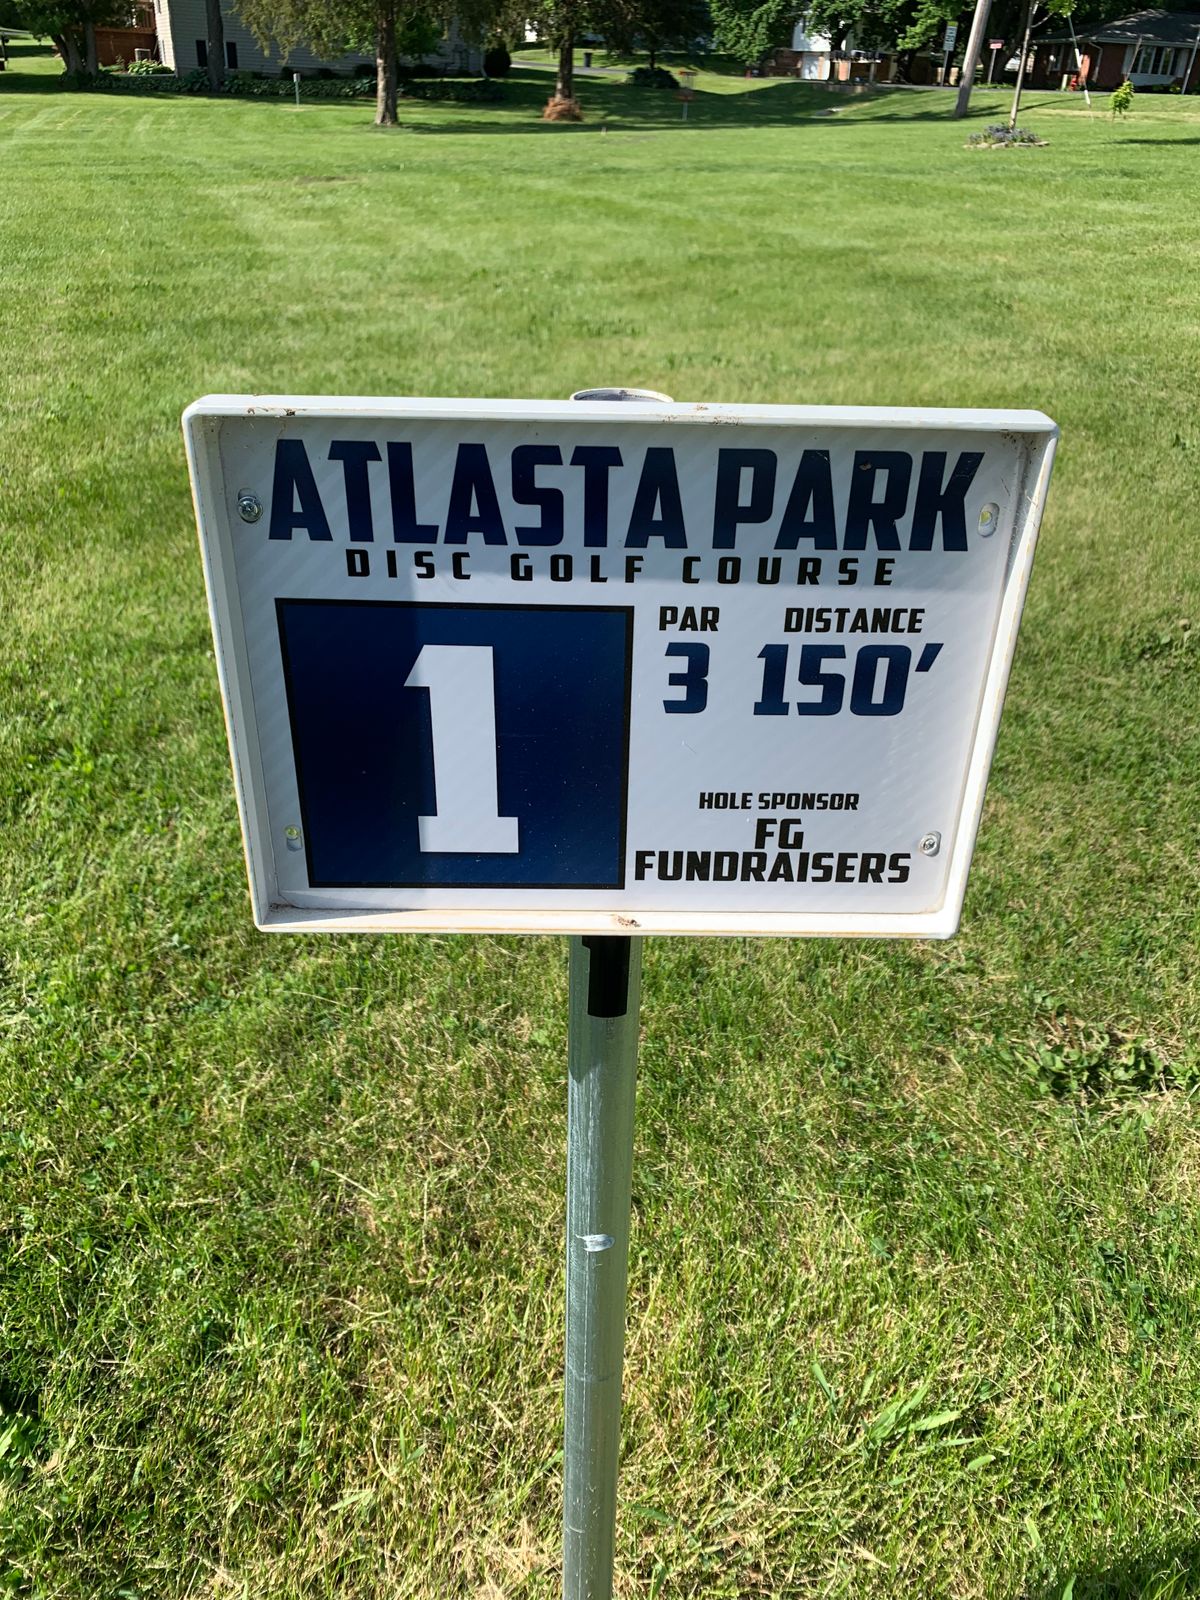 ATLASTA PARK
DISC GOLF COURSE
1
PAR DISTANCE
3 150'
HOLE SPONSOR
FG
FUNDRAISERS